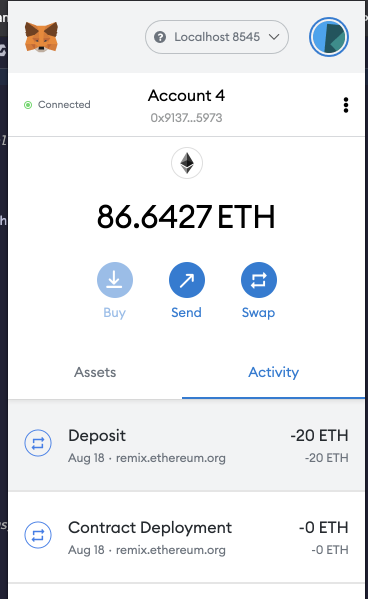 Localhost 8545
Connected
Account 4
0x9137...5973
86.6427 ETH
Buy
Send
Swap
Assets
Activity
Deposit
-20 ETH
Aug 18 · remix.ethereum.org
-20 ETH
Contract Deployment
-0 ETH
Aug 18 · remix.ethereum.org
-0 ETH